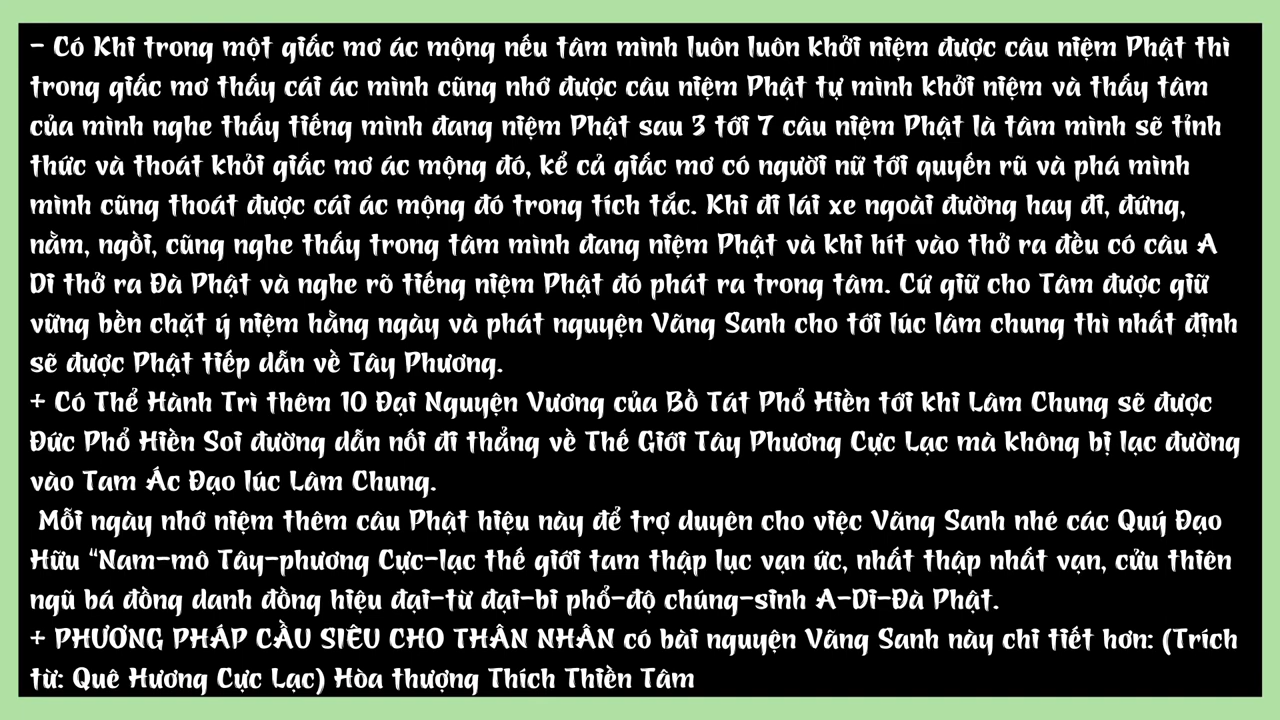 - Có Khi trong một giấc mơ ác mộng nếu tâm mình luôn luôn khởi niệm được câu niệm Phật thì
trong giấc mơ thấy cái ác mình cũng nhớ được câu niệm Phật tự mình khởi niệm và thấy tâm
của mình nghe thấy tiếng mình đang niệm Phật sau 3 tới 7 câu niệm Phật là tâm mình sẽ tỉnh
thức và thoát khỏi giấc mơ ác mộng đó, kể cả giấc mơ có người nữ tới quyến rũ và phá mình
mình cũng thoát được cái ác mộng đó trong tích tắc. Khi đi lái xe ngoài đường hay đi, đứng,
nằm, ngồi, cũng nghe thấy trong tâm mình đang niệm Phật và khi hít vào thở ra đều có câu A
Di thở ra Đà Phật và nghe rõ tiếng niệm Phật đó phát ra trong tâm. Cứ giữ cho Tâm được giữ
vững bền chặt ý niệm hằng ngày và phát nguyện Vãng Sanh cho tới lúc lâm chung thì nhất định
sẽ được Phật tiếp dẫn về Tây Phương.
+ Có Thể Hành Trì thêm 10 Đại Nguyện Vương của Bồ Tát Phổ Hiền tới khi Lâm Chung sẽ được
Đức Phổ Hiền Soi đường dẫn nối đi thẳng về Thế Giới Tây Phương Cực Lạc mà không bị lạc đường
vào Tam Ác Đạo lúc Lâm Chung.
Mỗi ngày nhớ niệm thêm câu Phật hiệu này để trợ duyên cho việc Vãng Sanh nhé các Quý Đạo
Hữu “Nam-mô Tây-phương Cực-lạc thế giới tam thập lục vạn ức, nhất thập nhất vạn, cửu thiên
ngũ bá đồng danh đồng hiệu đại-từ đại-bi phổ-độ chúng-sinh A-Di-Đà Phật.
+ PHƯƠNG PHÁP CẦU SIÊU CHO THÂN NHÂN có bài nguyện Vãng Sanh này chi tiết hơn: (Trích
từ: Quê Hương Cực Lạc) Hòa thượng Thích Thiền Tâm